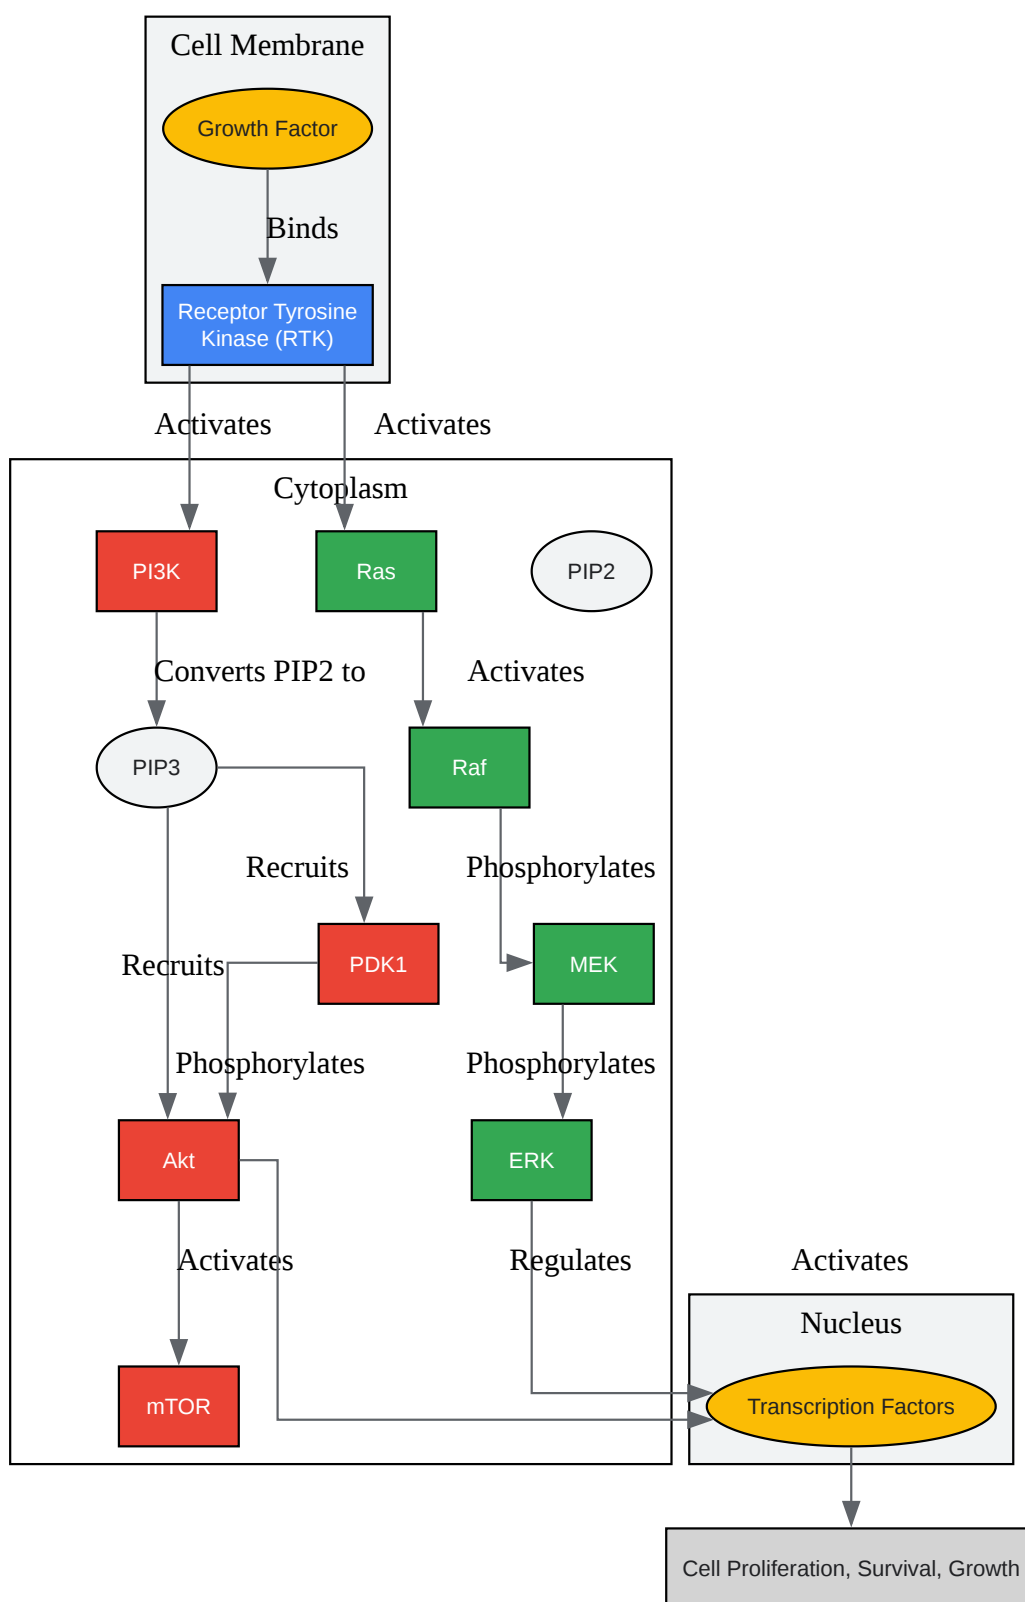 Cell Membrane
Growth Factor
Binds
Receptor Tyrosine
Kinase (RTK)
Activates
Activates
Cytoplasm
PI3K
Ras
PIP2
Converts PIP2 to
Activates
PIP3
Raf
Recruits
Phosphorylates
Recruits
PDK1
MEK
Phosphorylates
Phosphorylates
Akt
ERK
Activates
Regulates
Activates
Nucleus
mTOR
Transcription Factors
Cell Proliferation, Survival, Growth